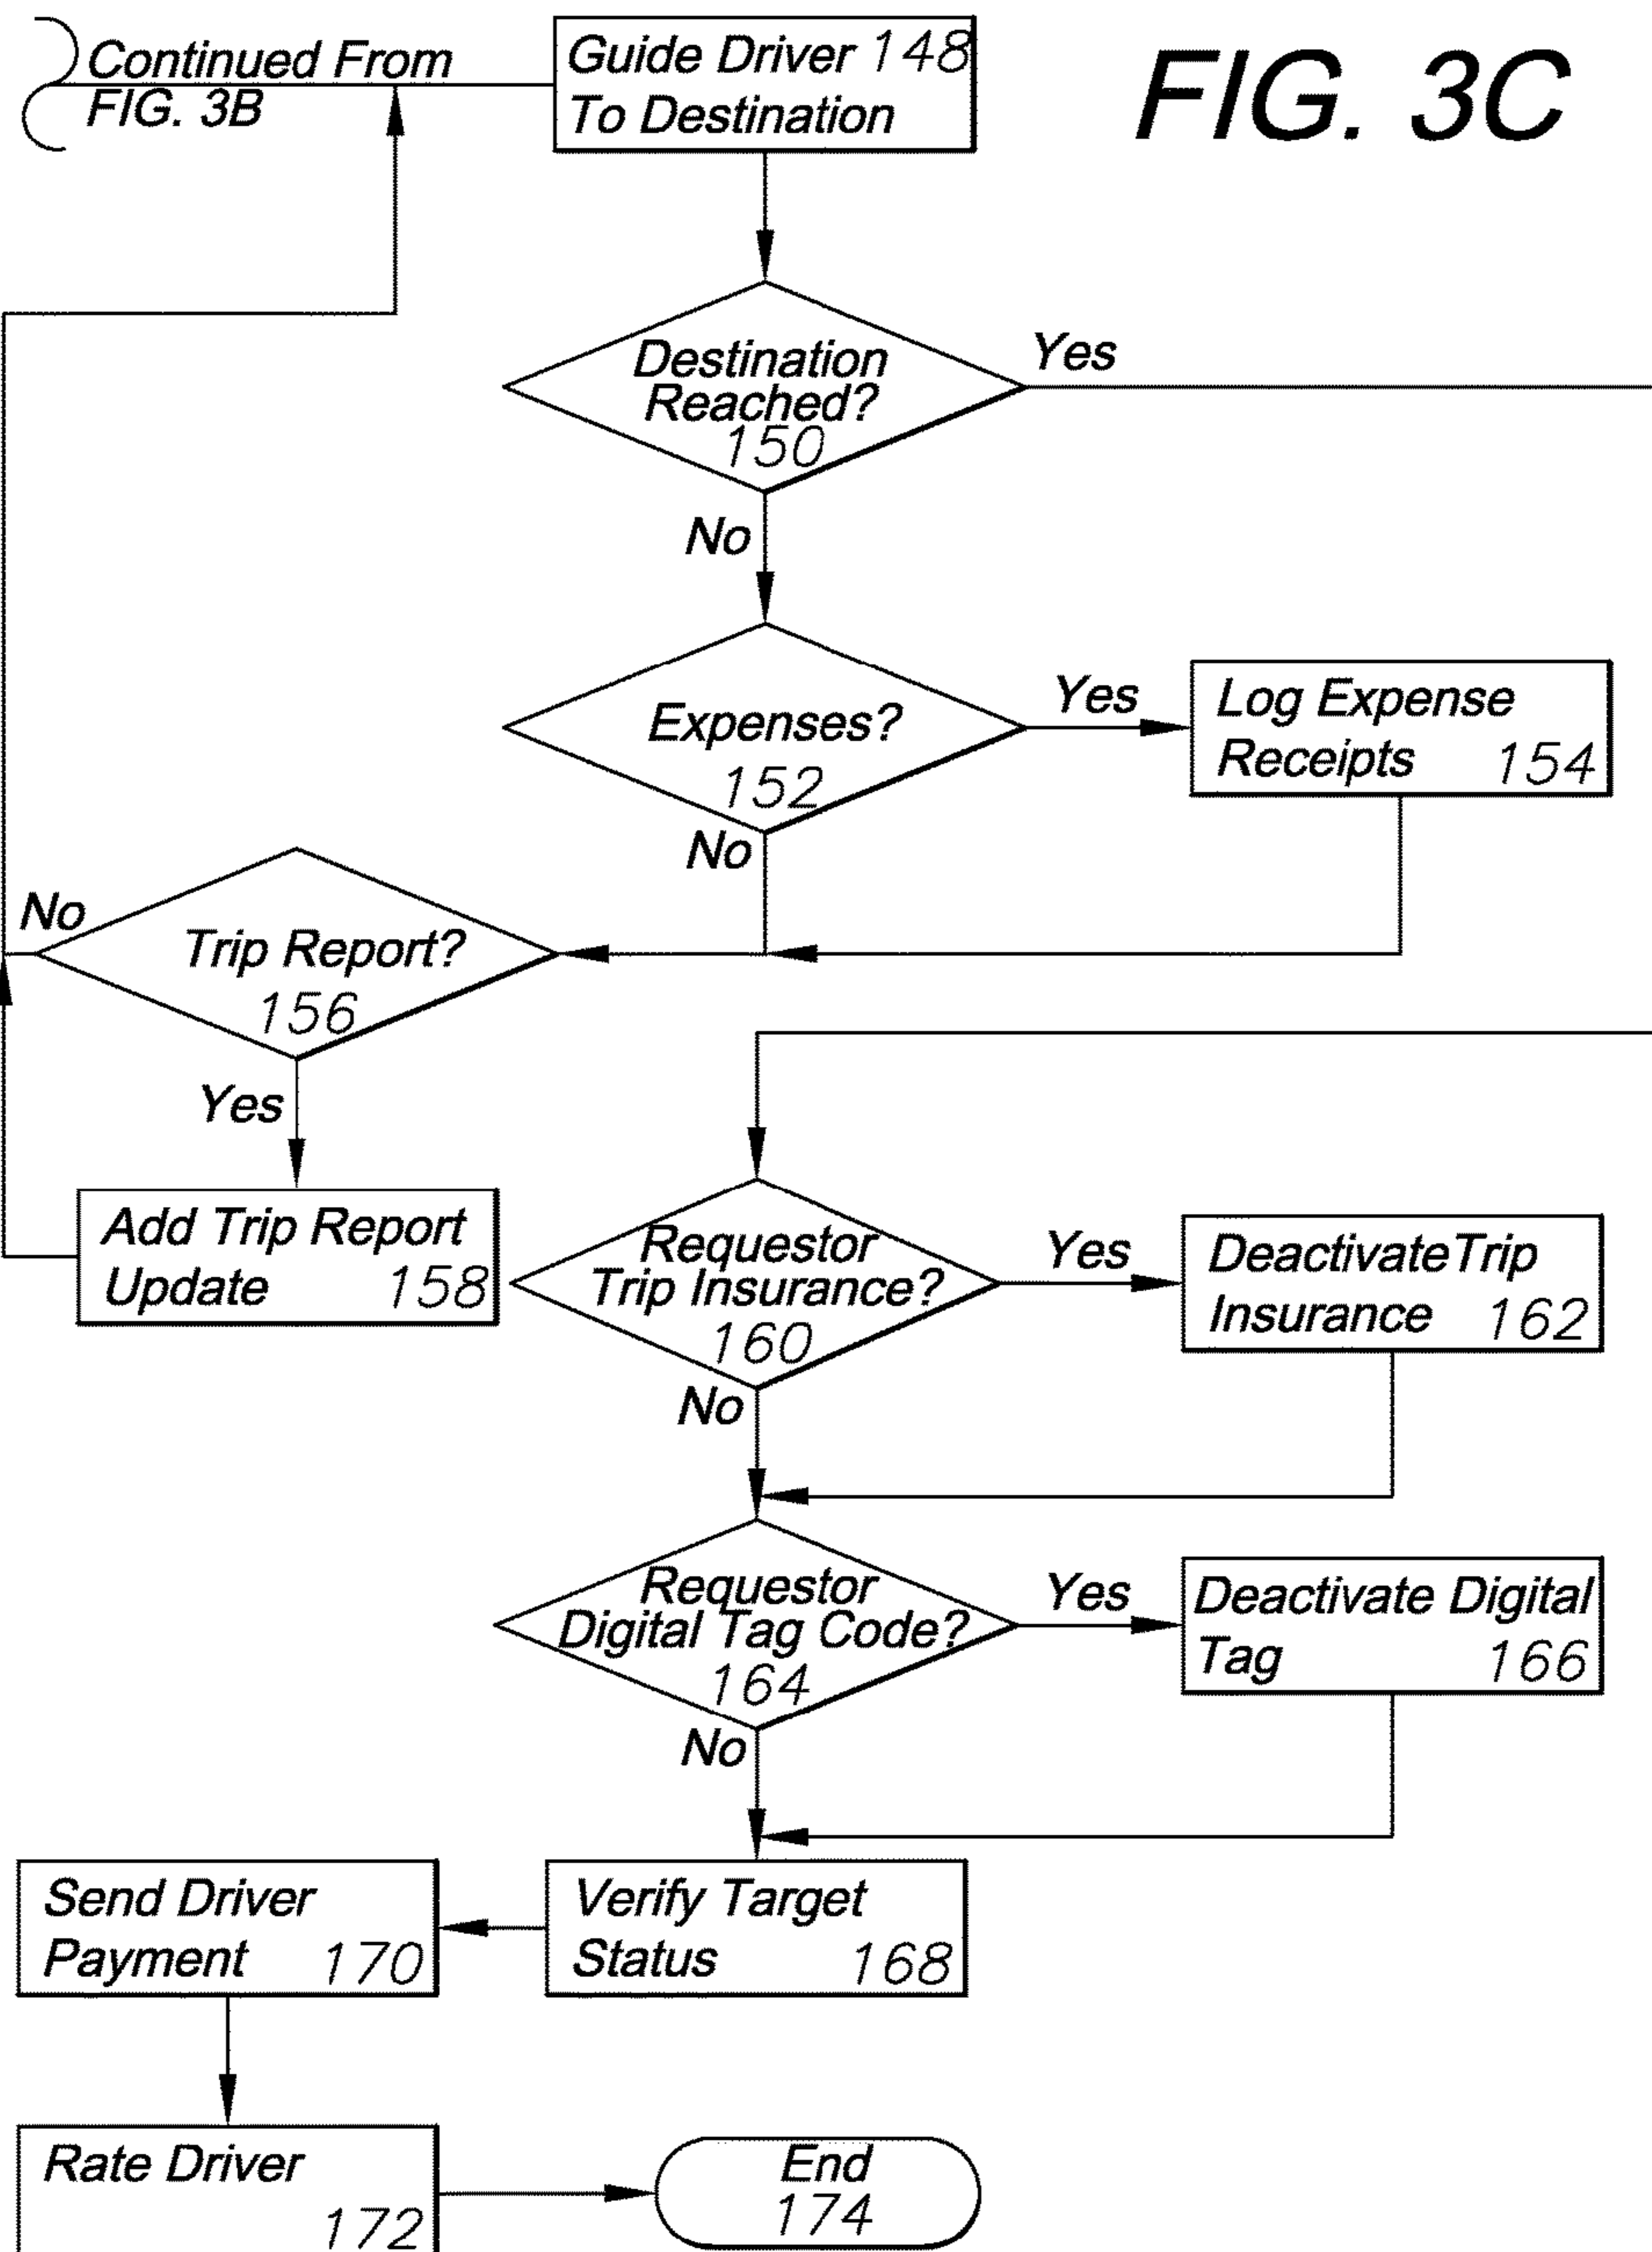 Continued From
FIG. 3B
Guide Driver 148
To Destination
FIG. 3C
Destination
Reached?
150
Yes
No
Expenses?
152
Yes
Log Expense
Receipts 154
No
No
Trip Report?
156
Yes
Add Trip Report
Update 158
Requestor
Trip Insurance?
160
Yes
DeactivateTrip
Insurance 162
No
Requestor
Digital Tag Code?
164
Yes
Deactivate Digital
Tag 166
No
Send Driver
Payment 170
Verify Target
Status 168
Rate Driver
172
End
174